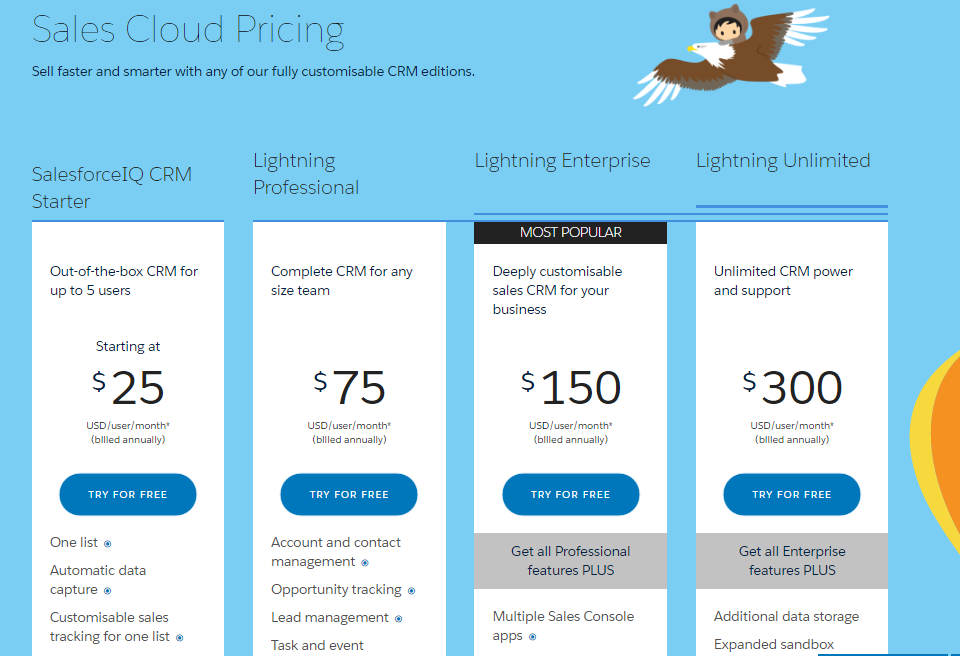 Sales Cloud Pricing
Sell faster and smarter with any of our fully customisable CRM editions.
SalesforceIQ CRM
Starter
Out-of-the-box CRM for
up to 5 users
Starting at
$25
USD/user/month*
(billed annually)
TRY FOR FREE
One list
Automatic data
capture
Customisable sales
tracking for one list
Lightning
Professional
Complete CRM for any
size team
$75
USD/user/month*
(billed annually)
TRY FOR FREE
Account and contact
management
Opportunity tracking
Lead management
Task and event
Lightning Enterprise
MOST POPULAR
Deeply customisable
sales CRM for your
business
$150
USD/user/month*
(billed annually)
TRY FOR FREE
Get all Professional
features PLUS
Multiple Sales Console
apps
Lightning Unlimited
Unlimited CRM power
and support
$300
USD/user/month*
(billed annually)
TRY FOR FREE
Get all Enterprise
features PLUS
Additional data storage
Expanded sandbox